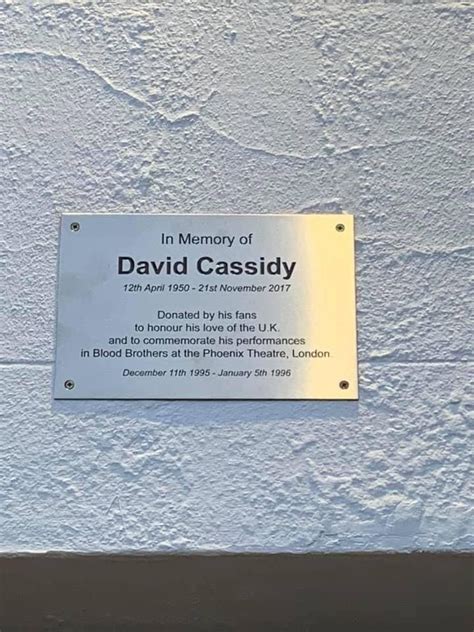 In Memory of
David Cassidy
12th April 1950 - 21st November 2017
Donated by his fans
to honour his love of the U.K.
and to commemorate his performances
in Blood Brothers at the Phoenix Theatre, London.
December 11th 1995 - January 5th 1996